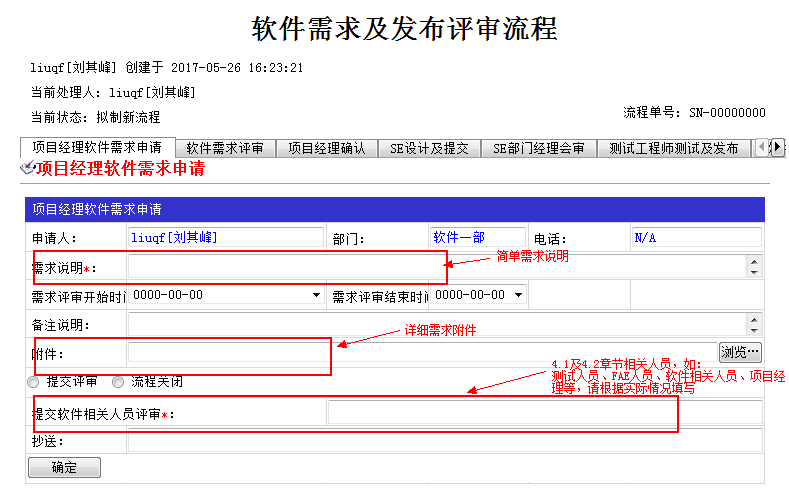 软件需求及发布评审流程
liuqf[刘其峰] 创建于 2017-05-26 16:23:21
当前处理人: liuqf[刘其峰]
当前状态: 拟制新流程
流程单号: SN-00000000
项目经理软件需求申请 软件需求评审 项目经理确认 SE设计及提交 SE部门经理会审 测试工程师测试及发布
项目经理软件需求申请
项目经理软件需求申请
申请人: liuqf[刘其峰] 部门: 软件一部 电话: N/A
简单需求说明
需求说明*:
需求评审开始时间 0000-00-00 需求评审结束时间 0000-00-00
备注说明:
详细需求附件
附件: 浏览…
4.1及4.2章节相关人员，如:
测试人员、FAE人员、软件相关人员、项目经
理等，请根据实际情况填写
提交评审 流程关闭
提交软件相关人员评审*:
抄送:
确定